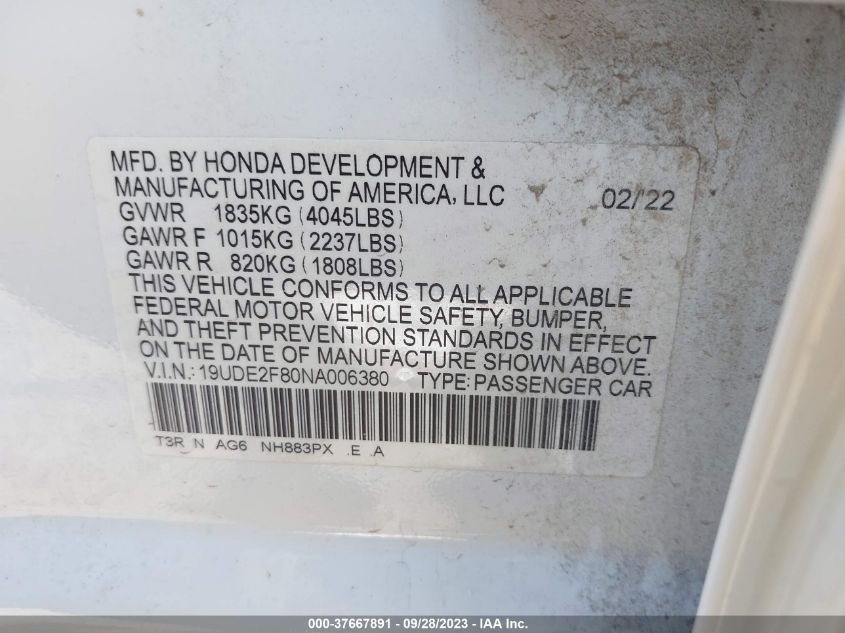 MFD. BY HONDA DEVELOPMENT &
MANUFACTURING OF AMERICA, LLC 02/22
GVWR 1835KG (4045LBS)
GAWR F 1015KG (2237LBS)
GAWR R 820KG (1808LBS)
THIS VEHICLE CONFORMS TO ALL APPLICABLE
FEDERAL MOTOR VEHICLE SAFETY, BUMPER,
AND THEFT PREVENTION STANDARDS IN EFFECT
ON THE DATE OF MANUFACTURE SHOWN ABOVE.
V.I.N.: 19UDE2F80NA006380 TYPE: PASSENGER CAR
T3R N AG6 NH883PX .E .A
000-37667891 - 09/28/2023 - IAA Inc.